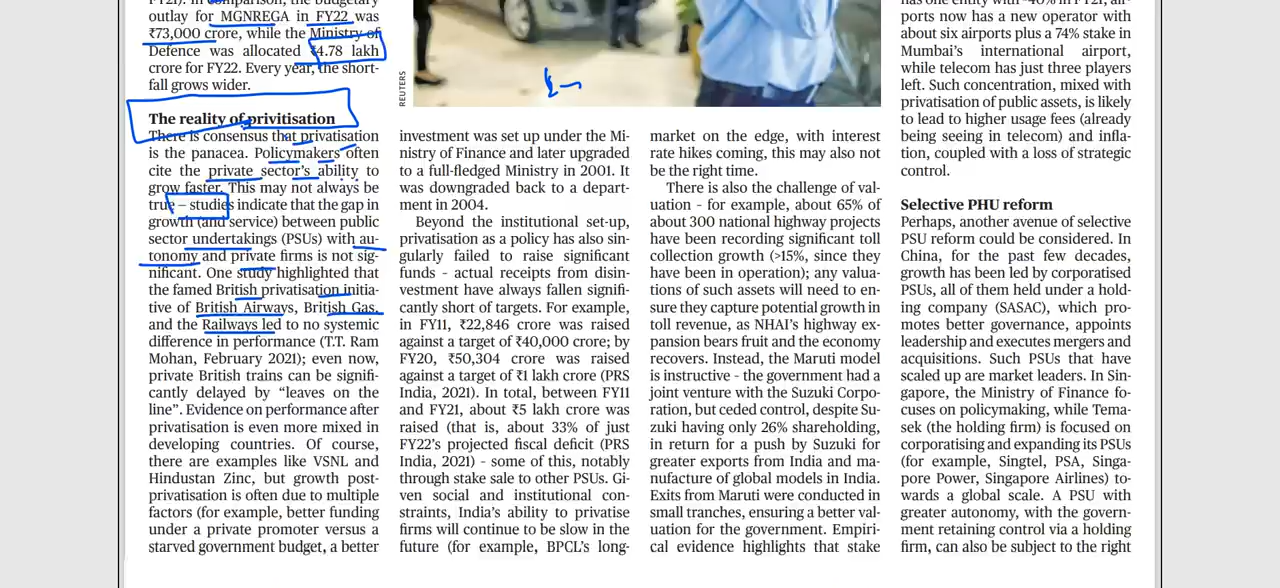 FY21). In comparison, the budgetary
outlay for MGNREGA in FY22 was
₹73,000 crore, while the Ministry of
Defence was allocated ₹4.78 lakh
crore for FY22. Every year, the short-
fall grows wider.
The reality of privitisation
There is consensus that privatisation
is the panacea. Policymakers often
cite the private sector's ability to
grow faster. This may not always be
true – studies indicate that the gap in
growth (and service) between public
sector undertakings (PSUs) with au-
tonomy and private firms is not sig-
nificant. One study highlighted that
the famed British privatisation initia-
tive of British Airways, British Gas,
and the Railways led to no systemic
difference in performance (T.T. Ram
Mohan, February 2021); even now,
private British trains can be signifi-
cantly delayed by “leaves on the
line”. Evidence on performance after
privatisation is even more mixed in
developing countries. Of course,
there are examples like VSNL and
Hindustan Zinc, but growth post-
privatisation is often due to multiple
factors (for example, better funding
under a private promoter versus a
starved government budget, a better
REUTERS
investment was set up under the Mi-
nistry of Finance and later upgraded
to a full-fledged Ministry in 2001. It
was downgraded back to a depart-
ment in 2004.
Beyond the institutional set-up,
privatisation as a policy has also sin-
gularly failed to raise significant
funds - actual receipts from disin-
vestment have always fallen signifi-
cantly short of targets. For example,
in FY11, ₹22,846 crore was raised
against a target of ₹40,000 crore; by
FY20, ₹50,304 crore was raised
against a target of ₹1 lakh crore (PRS
India, 2021). In total, between FY11
and FY21, about ₹5 lakh crore was
raised (that is, about 33% of just
FY22's projected fiscal deficit (PRS
India, 2021) - some of this, notably
through stake sale to other PSUs. Gi-
ven social and institutional con-
straints, India's ability to privatise
firms will continue to be slow in the
future (for example, BPCL's long-
market on the edge, with interest
rate hikes coming, this may also not
be the right time.
There is also the challenge of val-
uation - for example, about 65% of
about 300 national highway projects
have been recording significant toll
collection growth (>15%, since they
have been in operation); any valua-
tions of such assets will need to en-
sure they capture potential growth in
toll revenue, as NHAI's highway ex-
pansion bears fruit and the economy
recovers. Instead, the Maruti model
is instructive - the government had a
joint venture with the Suzuki Corpo-
ration, but ceded control, despite Su-
zuki having only 26% shareholding,
in return for a push by Suzuki for
greater exports from India and ma-
nufacture of global models in India.
Exits from Maruti were conducted in
small tranches, ensuring a better val-
uation for the government. Empiri-
cal evidence highlights that stake
has one entity with ~40% in FY21, air-
ports now has a new operator with
about six airports plus a 74% stake in
Mumbai's international airport,
while telecom has just three players
left. Such concentration, mixed with
privatisation of public assets, is likely
to lead to higher usage fees (already
being seeing in telecom) and infla-
tion, coupled with a loss of strategic
control.
Selective PHU reform
Perhaps, another avenue of selective
PSU reform could be considered. In
China, for the past few decades,
growth has been led by corporatised
PSUs, all of them held under a hold-
ing company (SASAC), which pro-
motes better governance, appoints
leadership and executes mergers and
acquisitions. Such PSUs that have
scaled up are market leaders. In Sin-
gapore, the Ministry of Finance fo-
cuses on policymaking, while Tema-
sek (the holding firm) is focused on
corporatising and expanding its PSUs
(for example, Singtel, PSA, Singa-
pore Power, Singapore Airlines) to-
wards a global scale. A PSU with
greater autonomy, with the govern-
ment retaining control via a holding
firm, can also be subject to the right